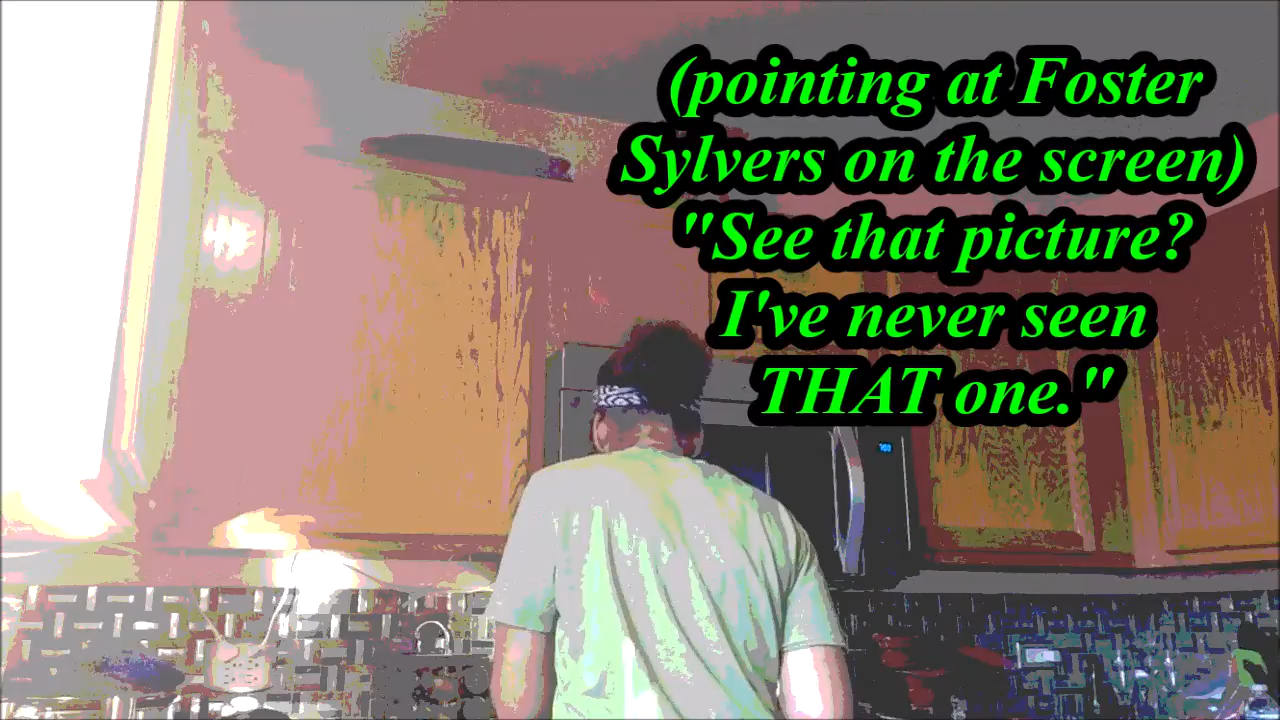 (pointing at Foster
Sylvers on the screen)
"See that picture?
I've never seen
THAT one."